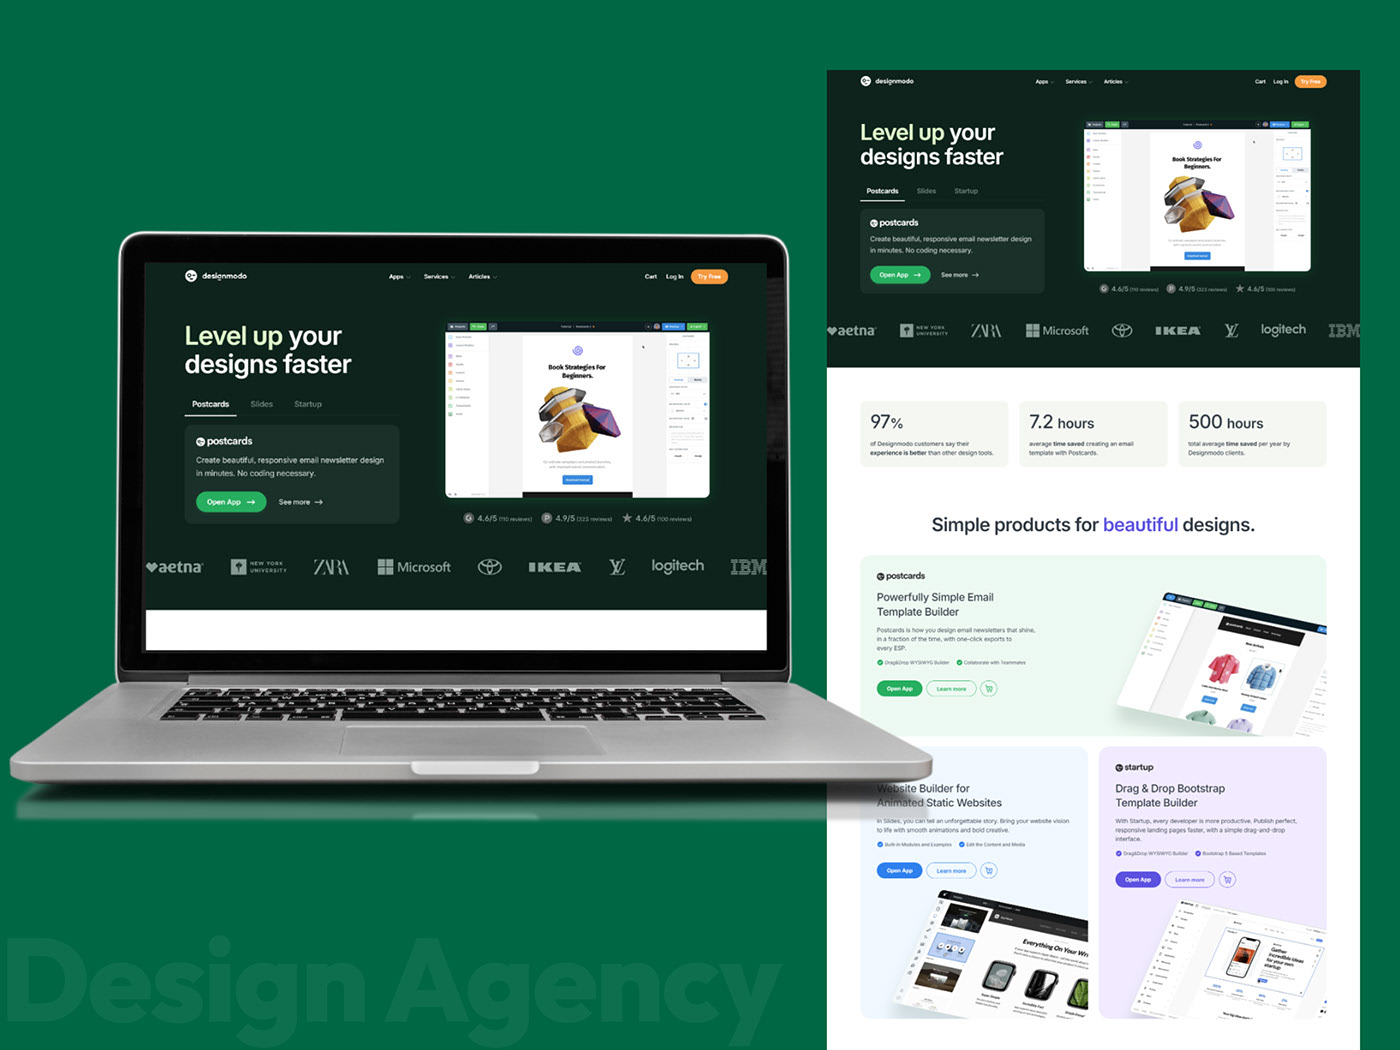 designmodo
Apps
Services
Articles
Cart
Log In
Try Free
Level up your
designs faster
Postcards
Slides
Startup
postcards
Create beautiful, responsive email newsletter design
in minutes. No coding necessary.
Open App →
See more →
Book Strategies For
Beginners.
4.6/5 (110 reviews)
4.9/5 (323 reviews)
4.6/5 (100 reviews)
aetna
NEW YORK
UNIVERSITY
ZARA
Microsoft
IKEA
LV
logitech
IBM
Design Agency
designmodo
Apps
Services
Articles
Cart
Log In
Try Free
Level up your
designs faster
Postcards
Slides
Startup
postcards
Create beautiful, responsive email newsletter design
in minutes. No coding necessary.
Open App →
See more →
Book Strategies For
Beginners.
4.6/5 (110 reviews)
4.9/5 (323 reviews)
4.6/5 (100 reviews)
aetna
NEW YORK
UNIVERSITY
ZARA
Microsoft
IKEA
LV
logitech
IBM
97%
of Designmodo customers say their
experience is better than other design tools.
7.2 hours
average time saved creating an email
template with Postcards.
500 hours
total average time saved per year by
Designmodo clients.
Simple products for beautiful designs.
postcards
Powerfully Simple Email
Template Builder
Postcards is how you design email newsletters that shine,
in a fraction of the time, with one-click exports to
every ESP.
Drag&Drop WYSIWYG Builder
Collaborate with Teammates
Open App
Learn more
Website Builder for
Animated Static Websites
In Slides, you can tell an unforgettable story. Bring your website vision
to life with smooth animations and bold creative.
Built-in Modules and Examples
Edit the Content and Media
Open App
Learn more
Everything On Your Wr
startup
Drag & Drop Bootstrap
Template Builder
With Startup, every developer is more productive. Publish perfect,
responsive landing pages faster, with a simple drag-and-drop
interface.
Drag&Drop WYSIWYG Builder
Bootstrap 5 Based Templates
Open App
Learn more
Gather
incredible ideas
for your own
startup